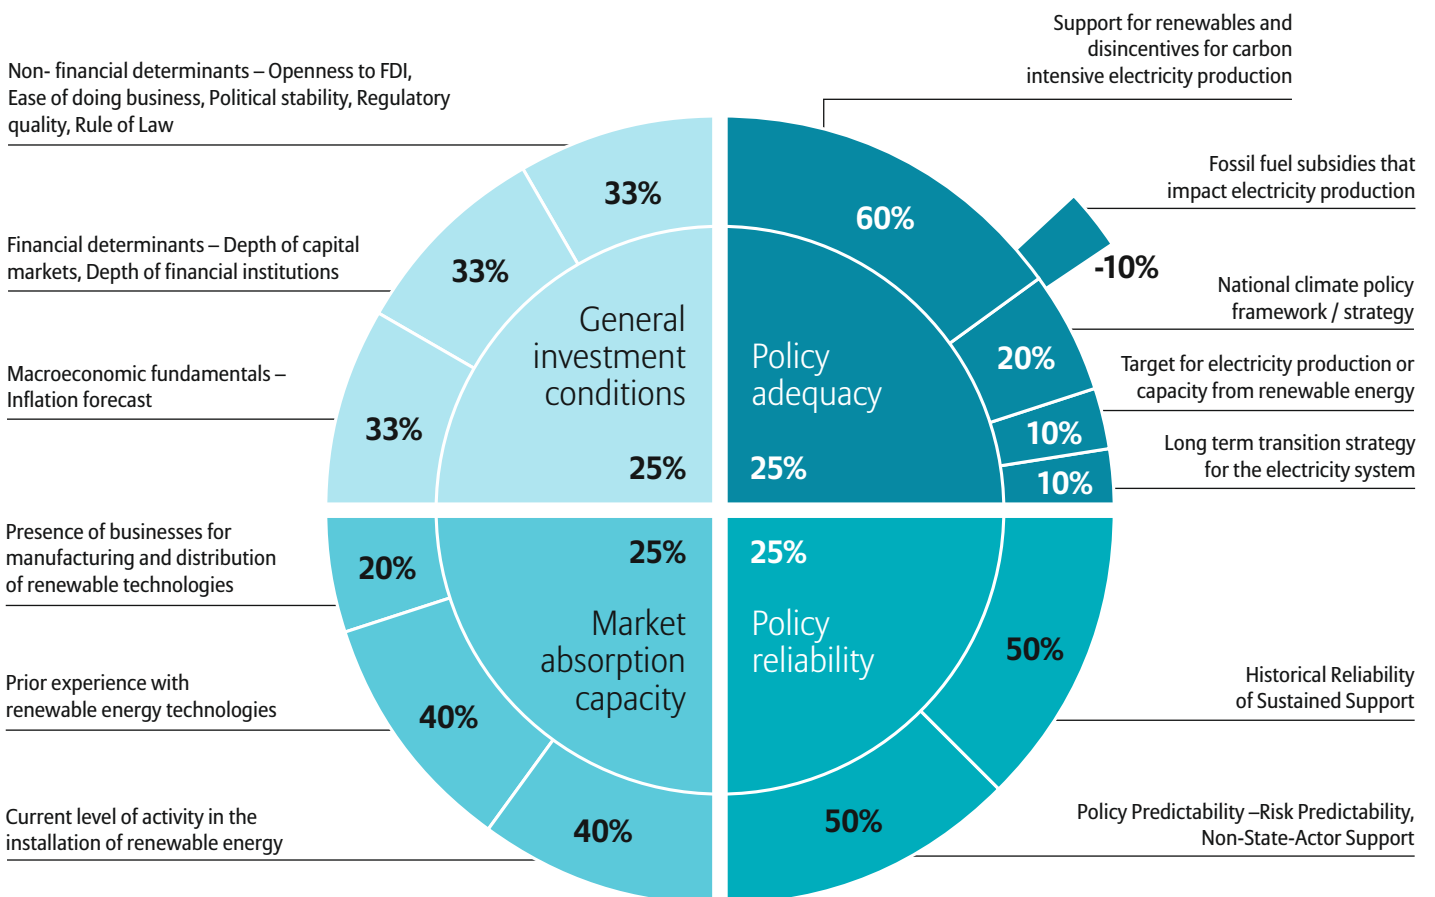 Support for renewables and
disincentives for carbon
intensive electricity production
Non- financial determinants – Openness to FDI,
Ease of doing business, Political stability, Regulatory
quality, Rule of Law
Fossil fuel subsidies that
impact electricity production
33%
60%
Financial determinants – Depth of capital
markets, Depth of financial institutions
33%
-10%
National climate policy
framework / strategy
General
investment
conditions
25%
Policy
adequacy
25%
20%
Target for electricity production or
capacity from renewable energy
Macroeconomic fundamentals –
Inflation forecast
33%
10%
Long term transition strategy
for the electricity system
10%
Presence of businesses for
manufacturing and distribution
of renewable technologies
20%
25%
Market
absorption
capacity
25%
Policy
reliability
50%
Historical Reliability
of Sustained Support
Prior experience with
renewable energy technologies
40%
Current level of activity in the
installation of renewable energy
40%
50%
Policy Predictability –Risk Predictability,
Non-State-Actor Support